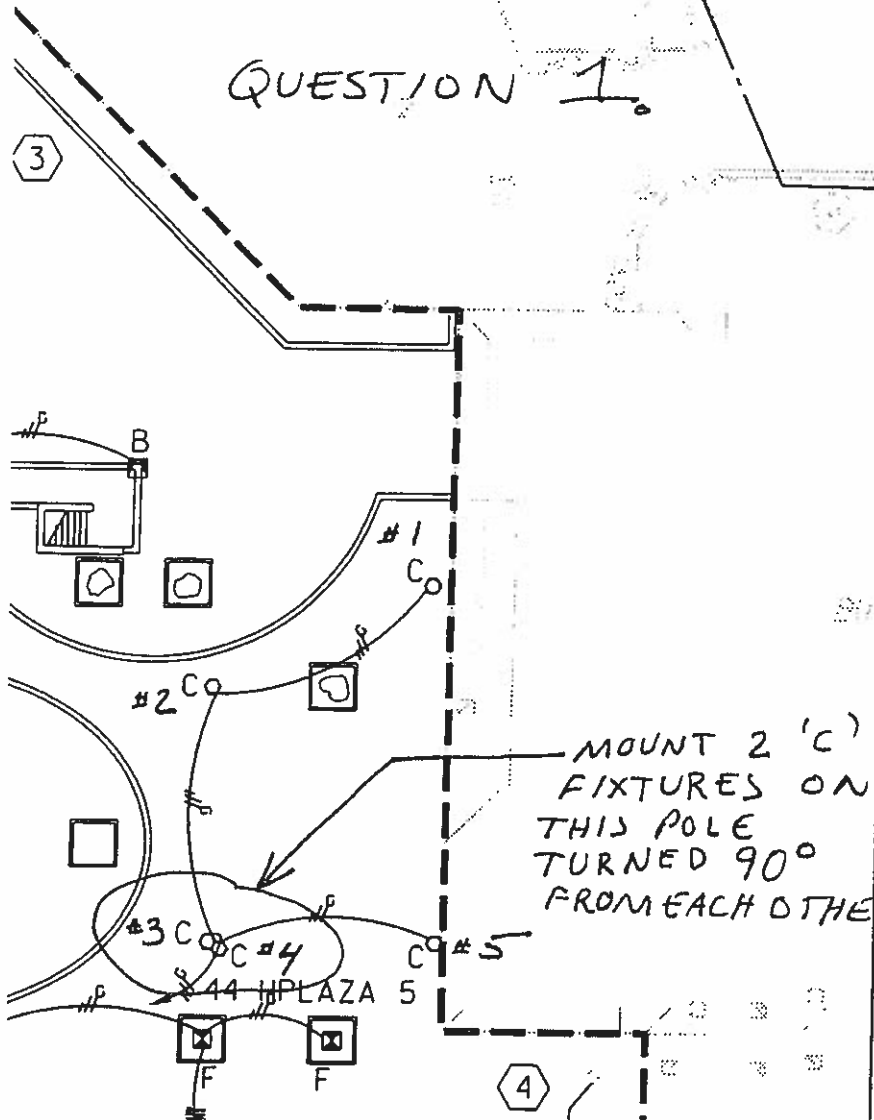 QUESTION 1.
3
B
#1
C
#2 C
MOUNT 2 'C'
FIXTURES ON
THIS POLE
TURNED 90°
FROM EACH OTHE
#3 C
C #4
C #5
44 HPLAZA 5
F
F
4